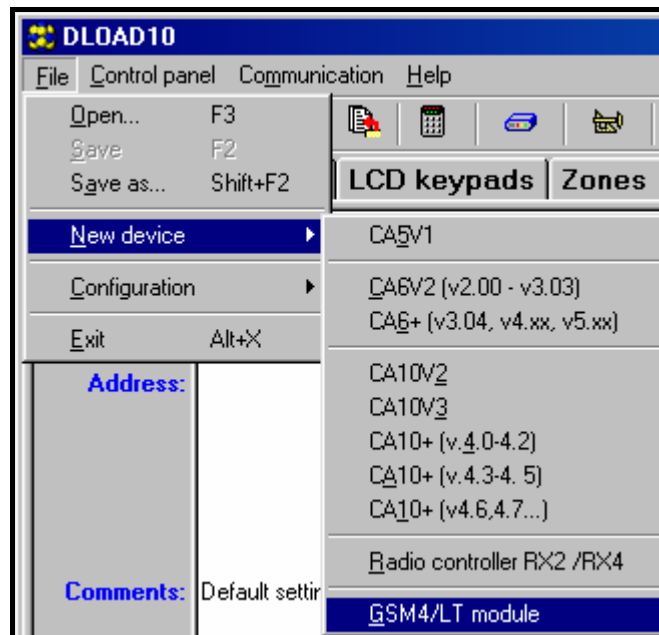 DLOAD10
File Control panel Communication Help
Open... F3
Save F2
Save as... Shift+F2
LCD keypads Zones
New device
CA5V1
Configuration
CA6V2 (v2.00 - v3.03)
CA6+ (v3.04, v4.xx, v5.xx)
Exit Alt+X
CA10V2
Address:
CA10V3
CA10+ (v.4.0-4.2)
CA10+ (v.4.3-4. 5)
CA10+ (v4.6,4.7...)
Radio controller RX2 /RX4
Comments: Default settir
GSM4/LT module